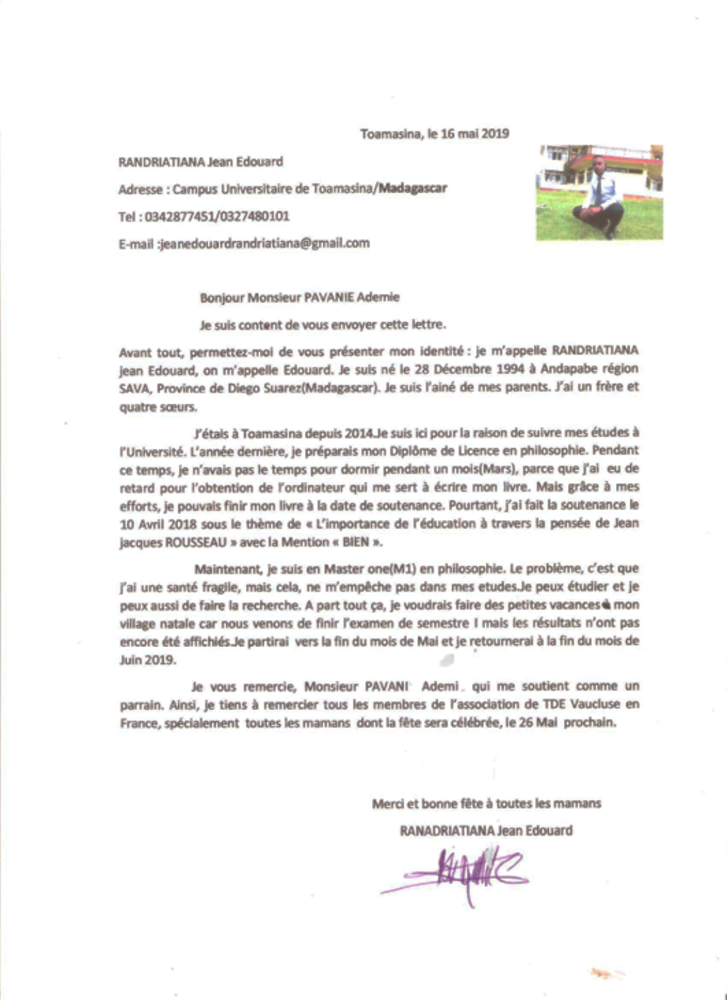 Toamasina, le 16 mai 2019
RANDRIATIANA Jean Edouard
Adresse : Campus Universitaire de Toamasina/Madagascar
Tel : 0342877451/0327480101
E-mail :jeanedouardrandriatiana@gmail.com
Bonjour Monsieur PAVANIE Ademie
Je suis content de vous envoyer cette lettre.
Avant tout, permettez-moi de vous présenter mon identité : je m'appelle RANDRIATIANA
jean Edouard, on m'appelle Edouard. Je suis né le 28 Décembre 1994 à Andapabe région
SAVA, Province de Diego Suarez(Madagascar). Je suis l'ainé de mes parents. J'ai un frère et
quatre sœurs.
J'étais à Toamasina depuis 2014.Je suis ici pour la raison de suivre mes études à
l'Université. L'année dernière, je préparais mon Diplôme de Licence en philosophie. Pendant
ce temps, je n'avais pas le temps pour dormir pendant un mois(Mars), parce que j'ai eu de
retard pour l'obtention de l'ordinateur qui me sert à écrire mon livre. Mais grâce à mes
efforts, je pouvais finir mon livre à la date de soutenance. Pourtant, j'ai fait la soutenance le
10 Avril 2018 sous le thème de « L'importance de l'éducation à travers la pensée de Jean
jacques ROUSSEAU » avec la Mention « BIEN ».
Maintenant, je suis en Master one(M1) en philosophie. Le problème, c'est que
j'ai une santé fragile, mais cela, ne m'empêche pas dans mes etudes.Je peux étudier et je
peux aussi de faire la recherche. A part tout ça, je voudrais faire des petites vacances à mon
village natale car nous venons de finir l'examen de semestre I mais les résultats n'ont pas
encore été affichiés.Je partirai vers la fin du mois de Mai et je retournerai à la fin du mois de
Juin 2019.
Je vous remercie, Monsieur PAVANI Ademi qui me soutient comme un
parrain. Ainsi, je tiens à remercier tous les membres de l'association de TDE Vaucluse en
France, spécialement toutes les mamans dont la fête sera célébrée, le 26 Mai prochain.
Merci et bonne fête à toutes les mamans
RANADRIATIANA Jean Edouard